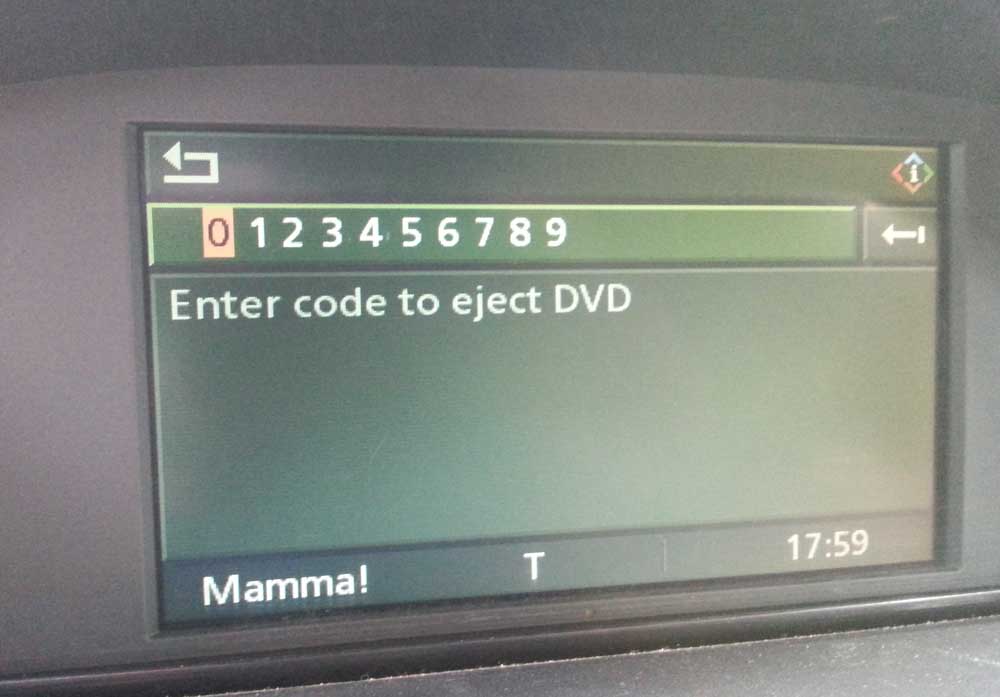 i
0 1 2 3 4 5 6 7 8 9
Enter code to eject DVD
Mamma! T 17:59